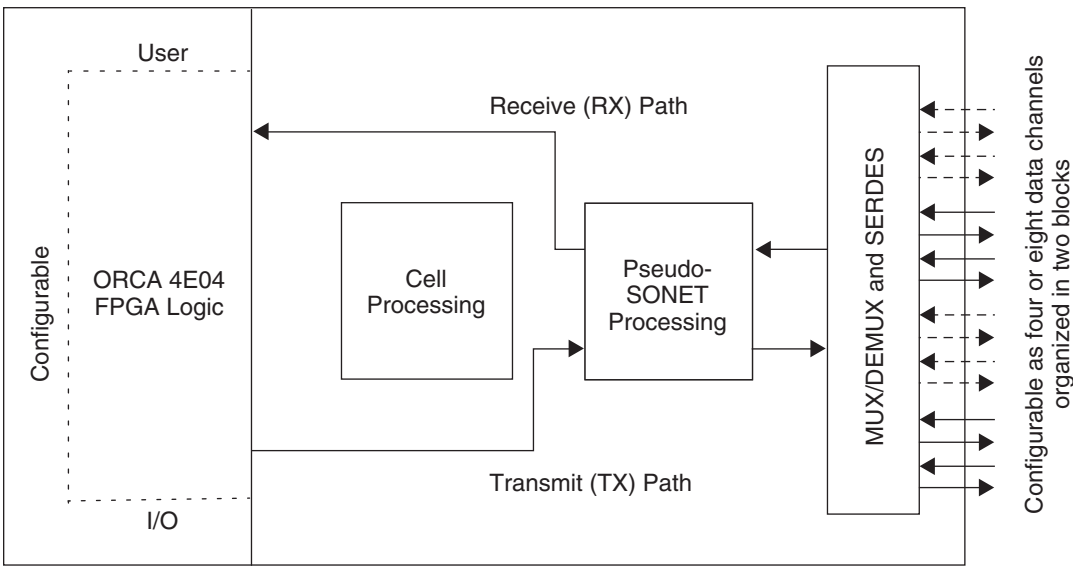 User
Configurable
ORCA 4E04
FPGA Logic
I/O
Receive (RX) Path
Cell
Processing
Pseudo-
SONET
Processing
Transmit (TX) Path
MUX/DEMUX and SERDES
Configurable as four or eight data channels
organized in two blocks